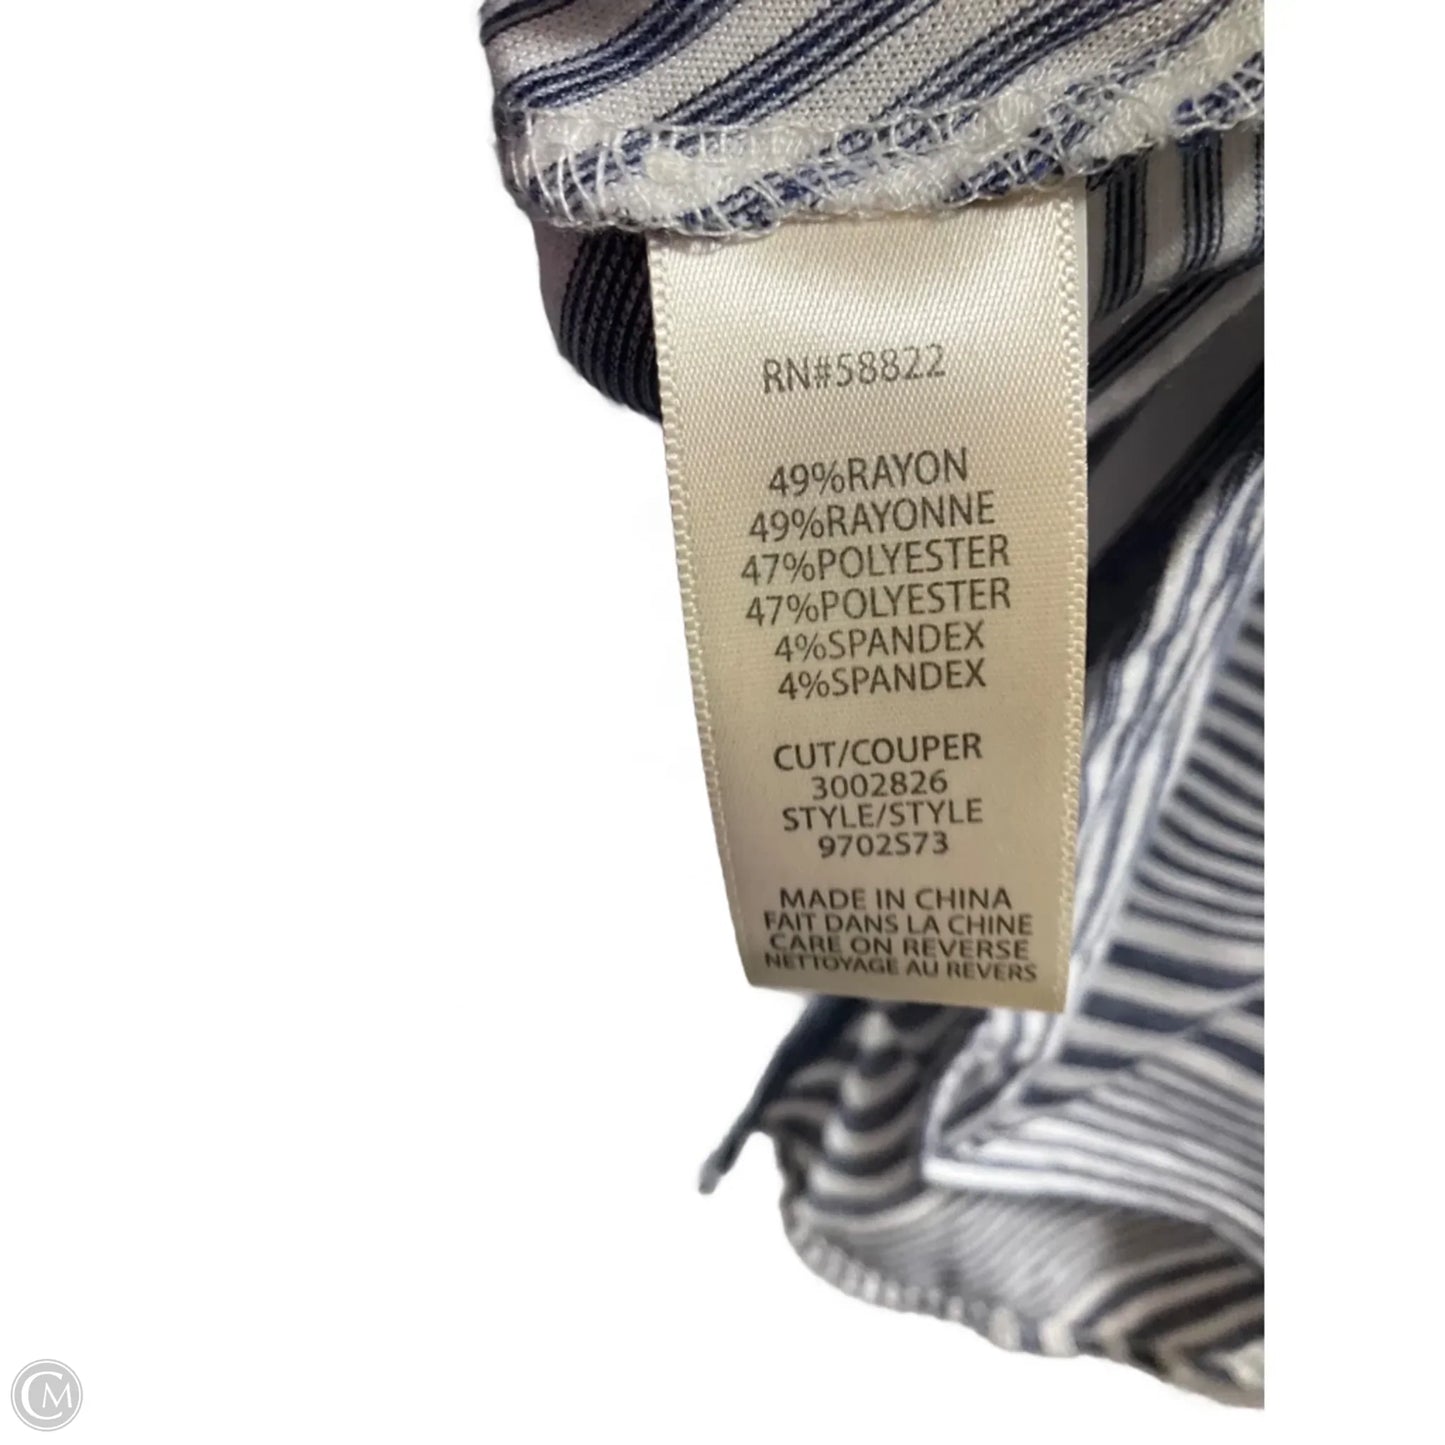 RN#58822
49%RAYON
49%RAYONNE
47%POLYESTER
47%POLYESTER
4%SPANDEX
4%SPANDEX
CUT/COUPER
3002826
STYLE/STYLE
9702S73
MADE IN CHINA
FAIT DANS LA CHINE
CARE ON REVERSE
NETTOYAGE AU REVERS
CM